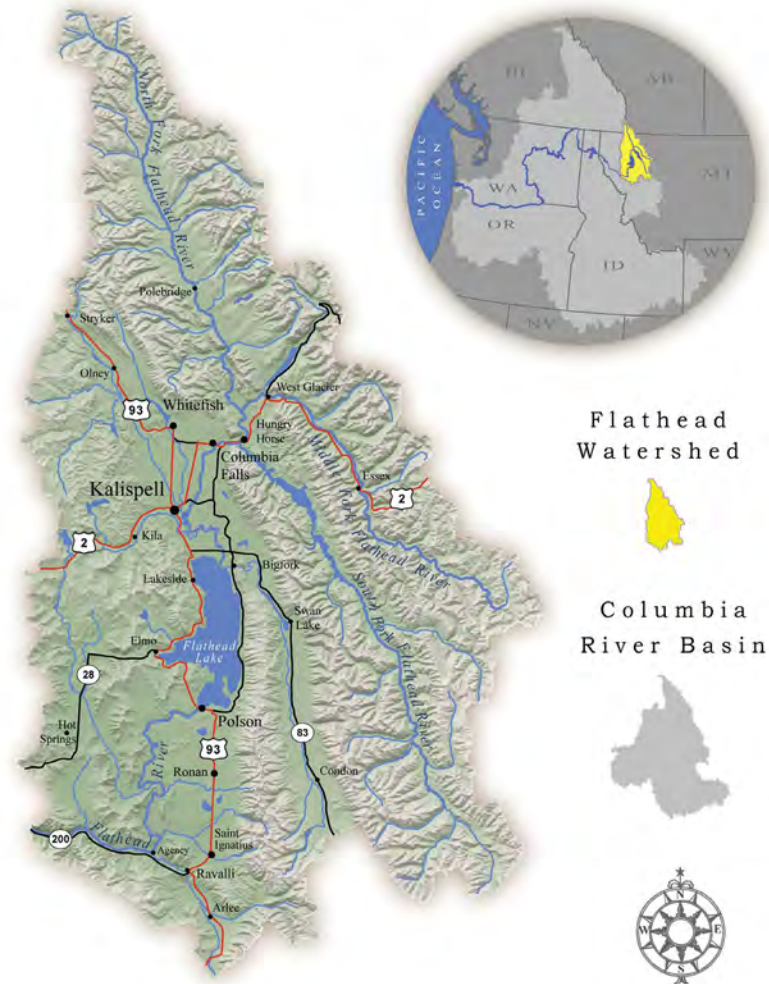 North Fork Flathead River
Polebridge
Stryker
Olney
93
Whitefish
West Glacier
Hungry
Horse
Columbia
Falls
Middle Fork Flathead River
Essex
2
Kalispell
2
Kila
Bigfork
Lakeside
South Fork Flathead River
Swan
Lake
Elmo
Flathead
Lake
28
Hot
Springs
Polson
83
93
River
Ronan
Condon
Flathead
200
Saint
Ignatius
Agency
Ravalli
Arlee
PACIFIC
OCEAN
AB
WA
MT
OR
ID
WY
NV
Flathead
Watershed
Columbia
River Basin
N
W
E
S